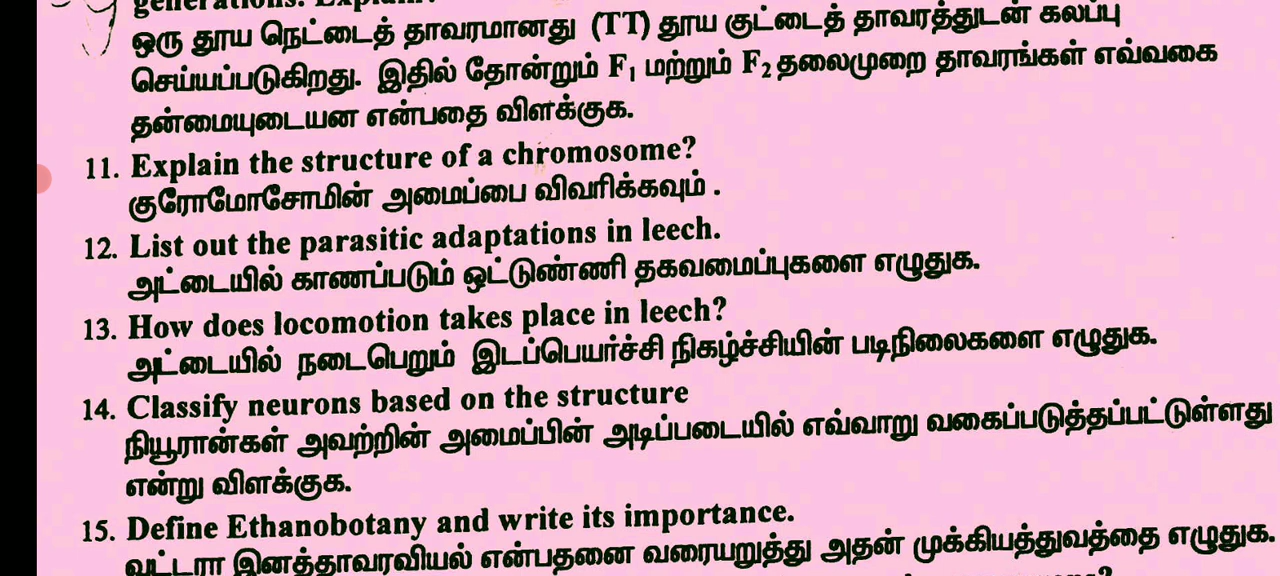 generations. Explain?
ஒரு தூய நெட்டைத் தாவரமானது (TT) தூய குட்டைத் தாவரத்துடன் கலப்பு
செய்யப்படுகிறது. இதில் தோன்றும் F₁ மற்றும் F₂ தலைமுறை தாவரங்கள் எவ்வகை
தன்மையுடையன என்பதை விளக்குக.
11. Explain the structure of a chromosome?
குரோமோசோமின் அமைப்பை விவரிக்கவும் .
12. List out the parasitic adaptations in leech.
அட்டையில் காணப்படும் ஒட்டுண்ணி தகவமைப்புகளை எழுதுக.
13. How does locomotion takes place in leech?
அட்டையில் நடைபெறும் இடப்பெயர்ச்சி நிகழ்ச்சியின் படிநிலைகளை எழுதுக.
14. Classify neurons based on the structure
நியூரான்கள் அவற்றின் அமைப்பின் அடிப்படையில் எவ்வாறு வகைப்படுத்தப்பட்டுள்ளது
என்று விளக்குக.
15. Define Ethanobotany and write its importance.
வட்டார இனத்தாவரவியல் என்பதனை வரையறுத்து அதன் முக்கியத்துவத்தை எழுதுக.